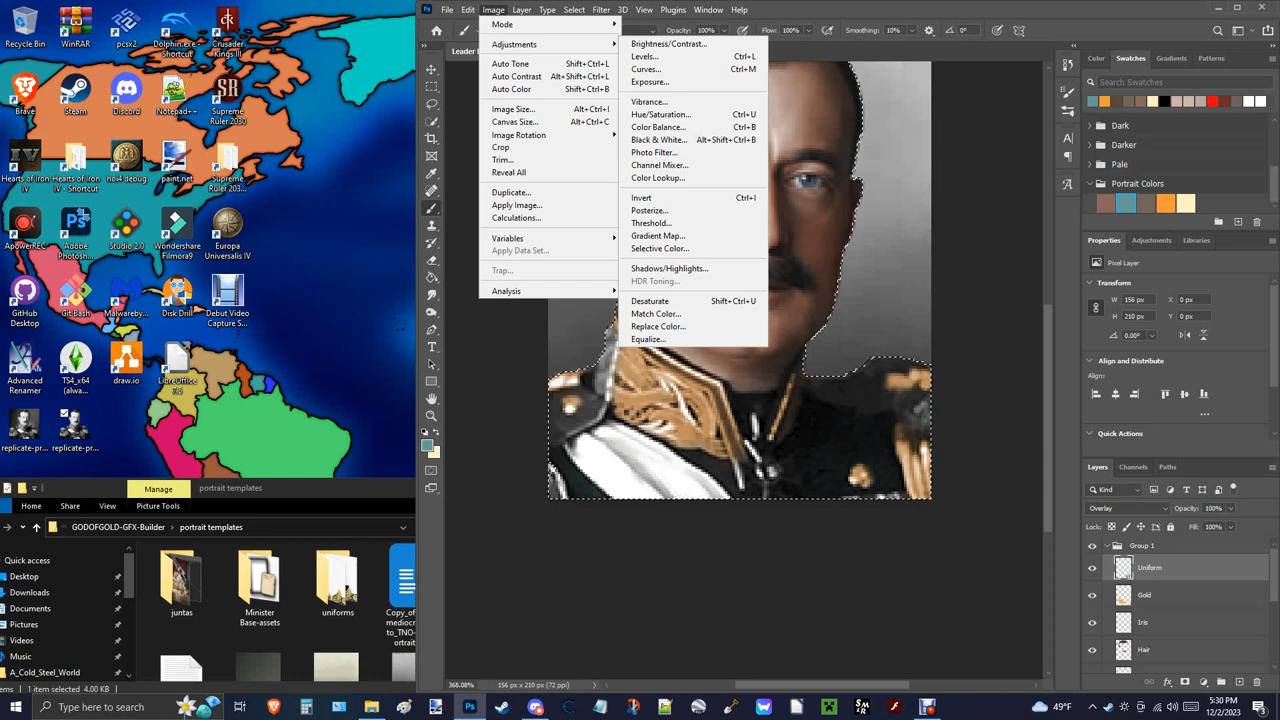 File Edit Image Layer Type Select Filter 3D View Plugins Window Help
Opacity: 100% Flow: 100% Smoothing: 10% 0°
Recycle Bin
WinRAR
pcsx2
Dolphin.exe - Shortcut
Crusader Kings III
Brave
Steam
Discord
Notepad++
Supreme Ruler 2030
Hearts of Iron IV
Hearts of Iron IV - Shortcut
hoi4 debug
paint.net
Supreme Ruler 203...
ApowerREC
Adobe Photosh...
Studio 2.0
Wondershare Filmora9
Europa Universalis IV
GitHub Desktop
Git Bash
Malwareby...
Disk Drill
Debut Video Capture S...
Advanced Renamer
TS4_x64 (alwa...
draw.io
LibreOffice 7.5
replicate-pr...
replicate-pr...
Leader
Mode
Adjustments
Auto Tone Shift+Ctrl+L
Auto Contrast Alt+Shift+Ctrl+L
Auto Color Shift+Ctrl+B
Image Size... Alt+Ctrl+I
Canvas Size... Alt+Ctrl+C
Image Rotation
Crop
Trim...
Reveal All
Duplicate...
Apply Image...
Calculations...
Variables
Apply Data Set...
Trap...
Analysis
Brightness/Contrast...
Levels... Ctrl+L
Curves... Ctrl+M
Exposure...
Vibrance...
Hue/Saturation... Ctrl+U
Color Balance... Ctrl+B
Black & White... Alt+Shift+Ctrl+B
Photo Filter...
Channel Mixer...
Color Lookup...
Invert Ctrl+I
Posterize...
Threshold...
Gradient Map...
Selective Color...
Shadows/Highlights...
HDR Toning...
Desaturate Shift+Ctrl+U
Match Color...
Replace Color...
Equalize...
Color Swatches Gradients Patterns
Search Swatches
Dark
Darker
Pale
Portrait Colors
Properties Adjustments Libraries
Pixel Layer
Transform
W 156 px X 0 px
H 210 px Y 0 px
0.00°
Align and Distribute
Align:
Quick Actions
Layers Channels Paths
Kind
Overlay Opacity: 100%
Lock: Fill: 100%
Group 1
Uniform
Gold
Iris
Hair
368.08% 156 px x 210 px (72 ppi)
Manage portrait templates
Home Share View Picture Tools
GODOFGOLD-GFX-Builder portrait templates
Quick access
Desktop
Downloads
Documents
Pictures
Videos
Music
A_Cold_Steel_World
juntas
Minister Base-assets
uniforms
Copy_of_
mediocr
to_TNO-
ortrait
ems 1 item selected 4.00 KB
Type here to search
49°F
5:30 PM
12/2/2023